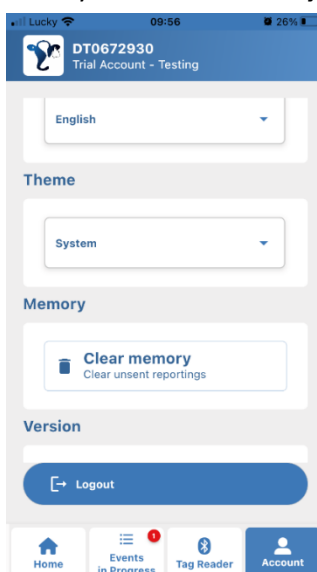 Lucky 09:56 26%
DT0672930
Trial Account - Testing
English
Theme
System
Memory
Clear memory
Clear unsent reportings
Version
Logout
1
Home
Events
in Progress
Tag Reader
Account